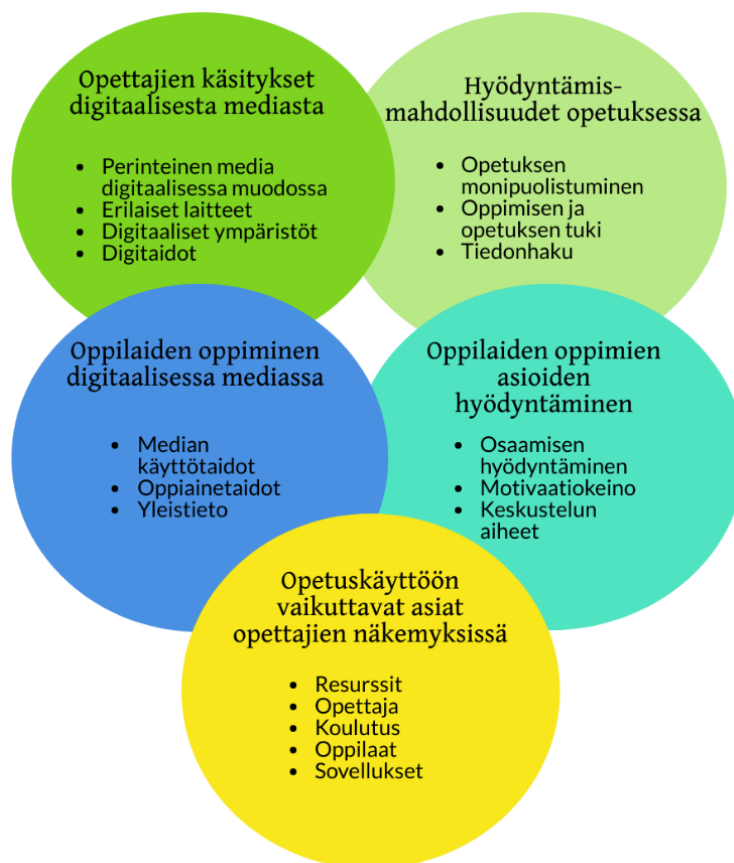 Opettajien käsitykset
digitaalisesta mediasta
• Perinteinen media
digitaalisessa muodossa
• Erilaiset laitteet
• Digitaaliset ympäristöt
• Digitaidot
Hyödyntämis-
mahdollisuudet opetuksessa
• Opetuksen
monipuolistuminen
• Oppimisen ja
opetuksen tuki
• Tiedonhaku
Oppilaiden oppiminen
digitaalisessa mediassa
• Median
käyttötaidot
• Oppiainetaidot
• Yleistieto
Oppilaiden oppimien
asioiden
hyödyntäminen
• Osaamisen
hyödyntäminen
• Motivaatiokeino
• Keskustelun
aiheet
Opetuskäyttöön
vaikuttavat asiat
opettajien näkemyksissä
• Resurssit
• Opettaja
• Koulutus
• Oppilaat
• Sovellukset